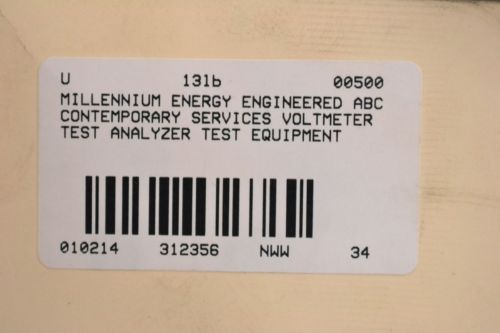 U 131b 00500
MILLENNIUM ENERGY ENGINEERED ABC
CONTEMPORARY SERVICES VOLTMETER
TEST ANALYZER TEST EQUIPMENT
010214 312356 NWW 34